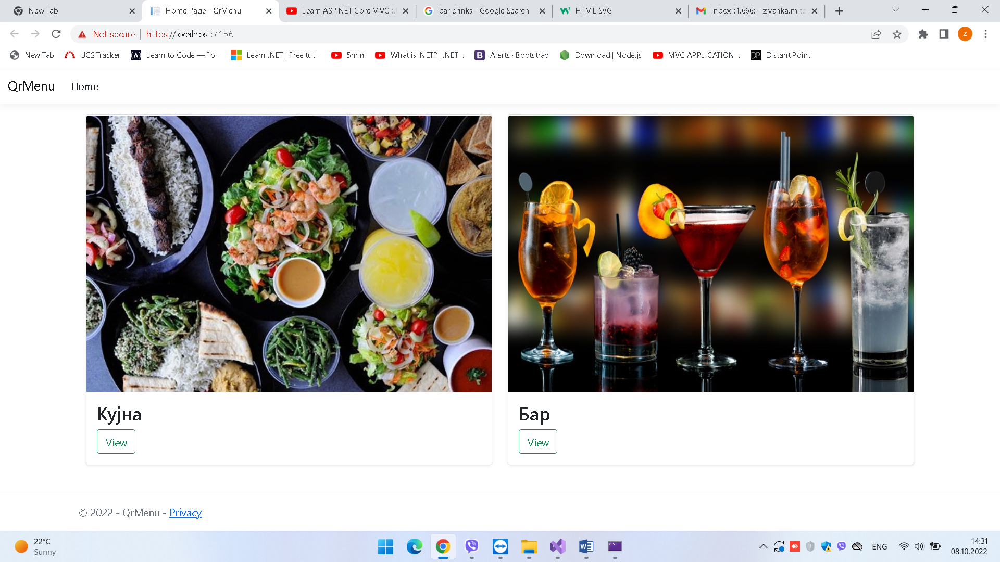 New Tab
Home Page - QrMenu
Learn ASP.NET Core MVC (.
bar drinks - Google Search
HTML SVG
Inbox (1,666) - zivanka.mite
Not secure | https://localhost:7156
z
New Tab
UCS Tracker
Learn to Code — Fo...
Learn .NET | Free tut...
5min
What is .NET? | .NET...
Alerts · Bootstrap
Download | Node.js
MVC APPLICATION...
DP Distant Point
QrMenu
Home
Кујна
View
Бар
View
© 2022 - QrMenu - Privacy
22°C
Sunny
ENG
14:31
08.10.2022